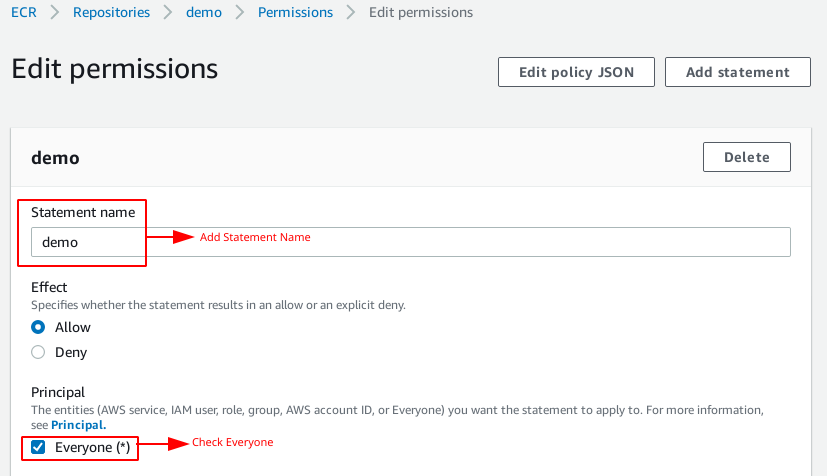 ECR > Repositories > demo > Permissions > Edit permissions
Edit permissions
Edit policy JSON
Add statement
demo
Delete
Statement name
demo
Add Statement Name
Effect
Specifies whether the statement results in an allow or an explicit deny.
Allow
Deny
Principal
The entities (AWS service, IAM user, role, group, AWS account ID, or Everyone) you want the statement to apply to. For more information,
see Principal.
Everyone (*)
Check Everyone